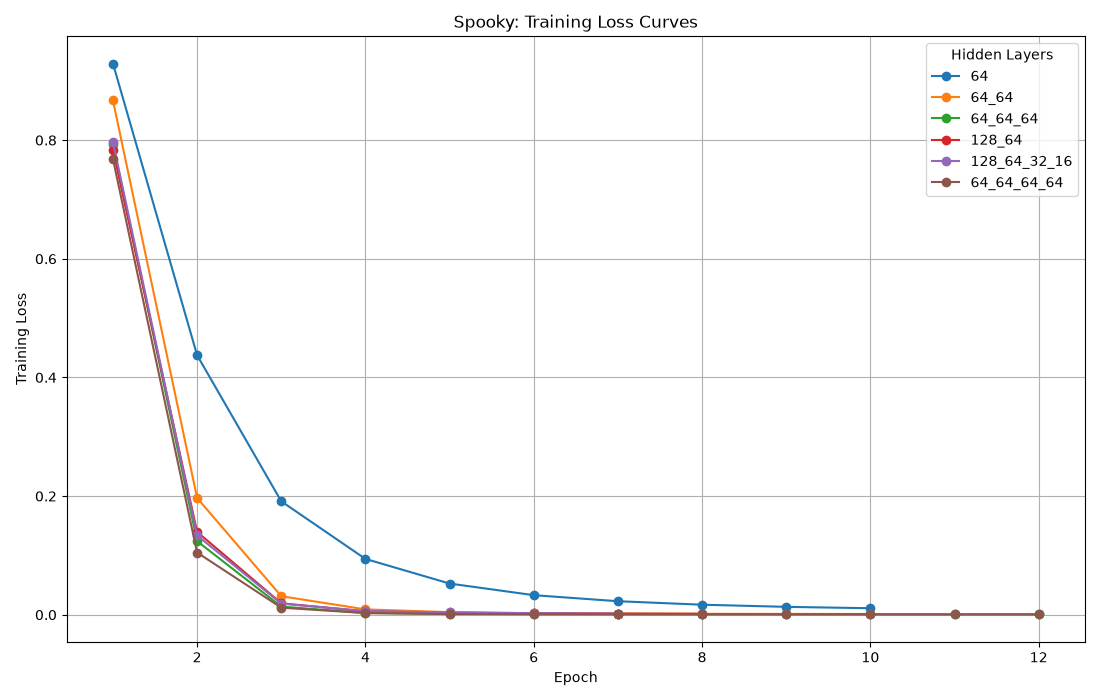 Spooky: Training Loss Curves
Hidden Layers
64
64_64
64_64_64
128_64
128_64_32_16
64_64_64_64
Training Loss
0.8
0.6
0.4
0.2
0.0
2 4 6 8 10 12
Epoch